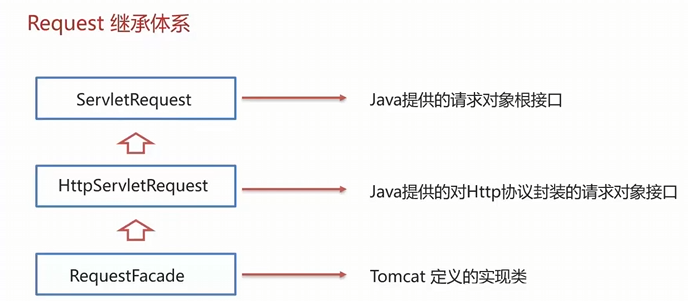 Request 继承体系
ServletRequest
Java提供的请求对象根接口
HttpServletRequest
Java提供的对Http协议封装的请求对象接口
RequestFacade
Tomcat 定义的实现类